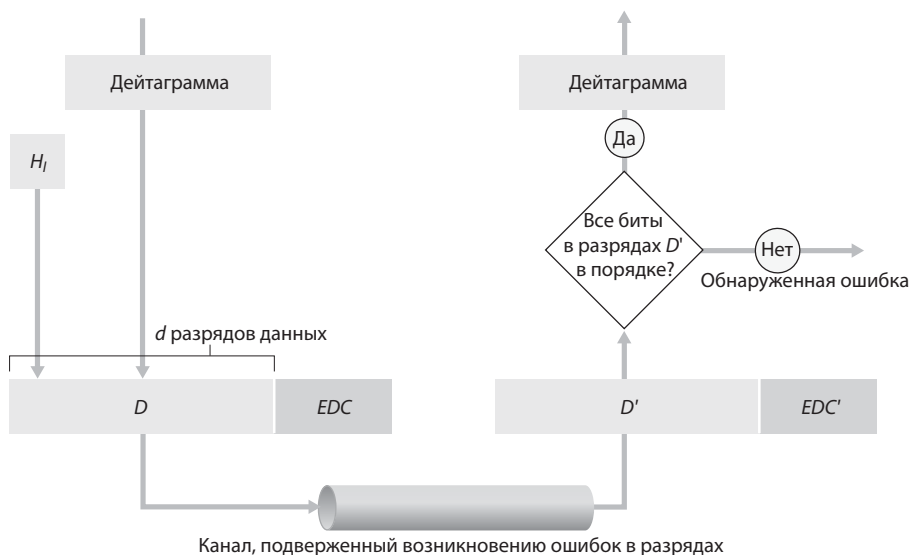 Дейтаграмма
Дейтаграмма
Да
H_l
Все биты
в разрядах D'
в порядке?
Нет
Обнаруженная ошибка
d разрядов данных
D
EDC
D'
EDC'
Канал, подверженный возникновению ошибок в разрядах